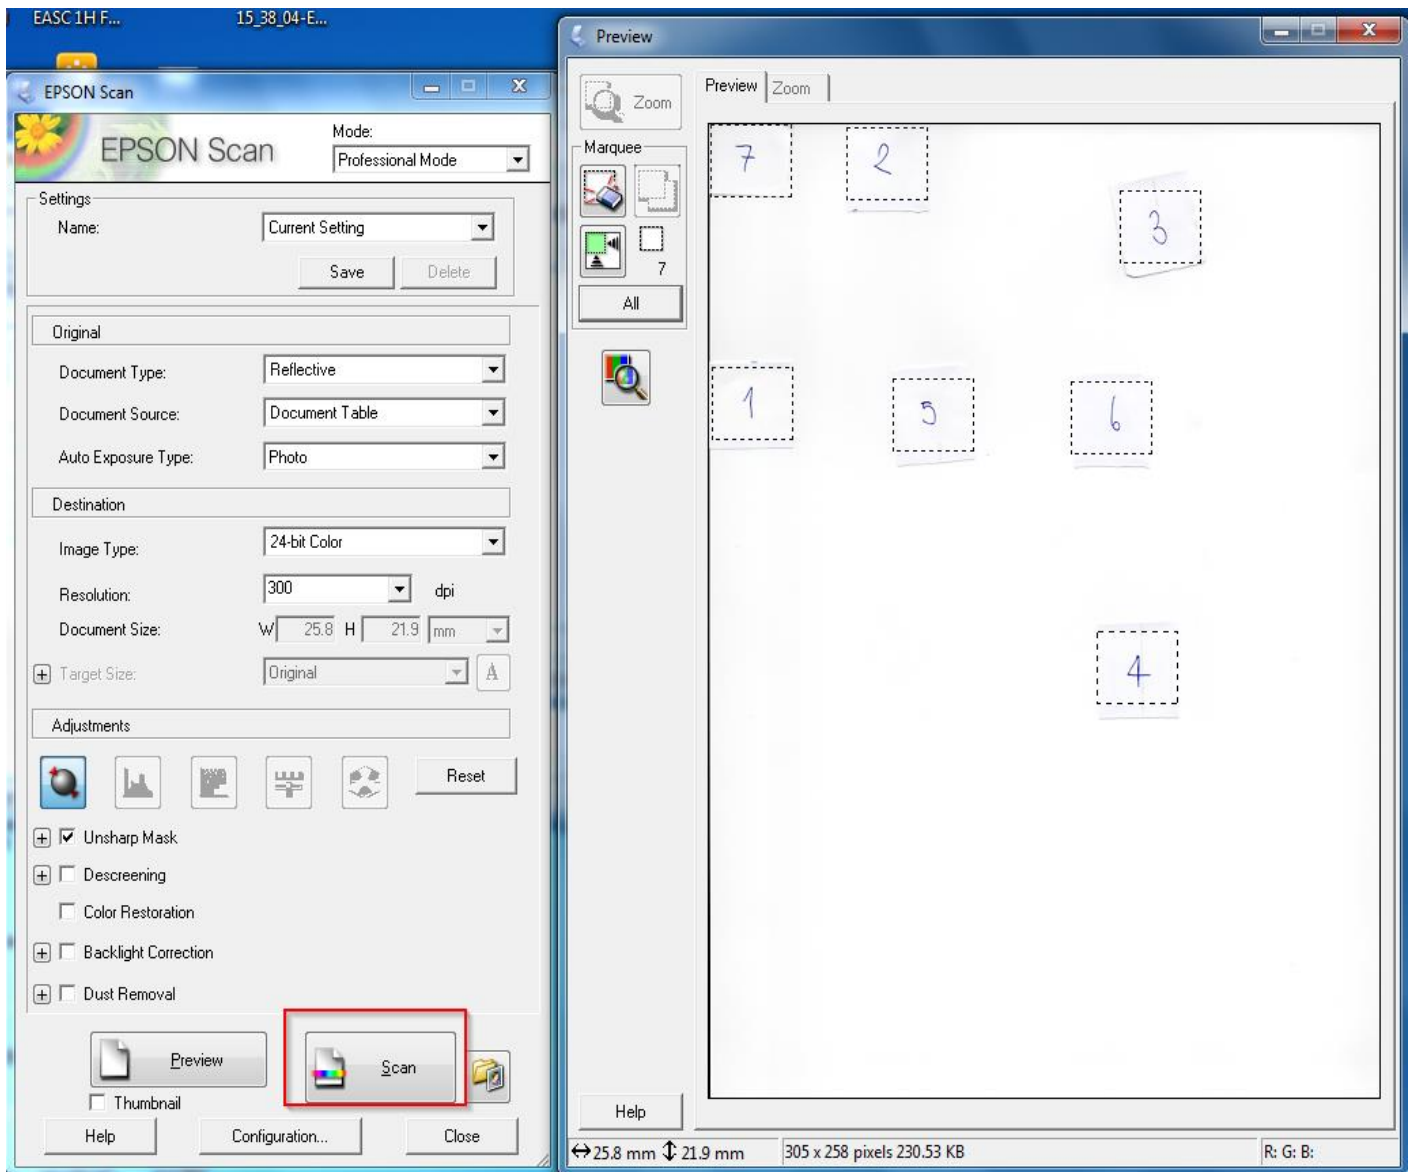 EASC 1H F...
15_38_04-E...
EPSON Scan
EPSON Scan
Mode:
Professional Mode
Settings
Name:
Current Setting
Save
Delete
Original
Document Type:
Reflective
Document Source:
Document Table
Auto Exposure Type:
Photo
Destination
Image Type:
24-bit Color
Resolution:
300
dpi
Document Size:
W 25.8 H 21.9 mm
Target Size:
Original
A
Adjustments
Reset
Unsharp Mask
Descreening
Color Restoration
Backlight Correction
Dust Removal
Preview
Scan
Thumbnail
Help
Configuration...
Close
Preview
Zoom
Preview
Zoom
Marquee
7
All
7
2
3
1
5
6
4
Help
25.8 mm 21.9 mm
305 x 258 pixels 230.53 KB
R: G: B: